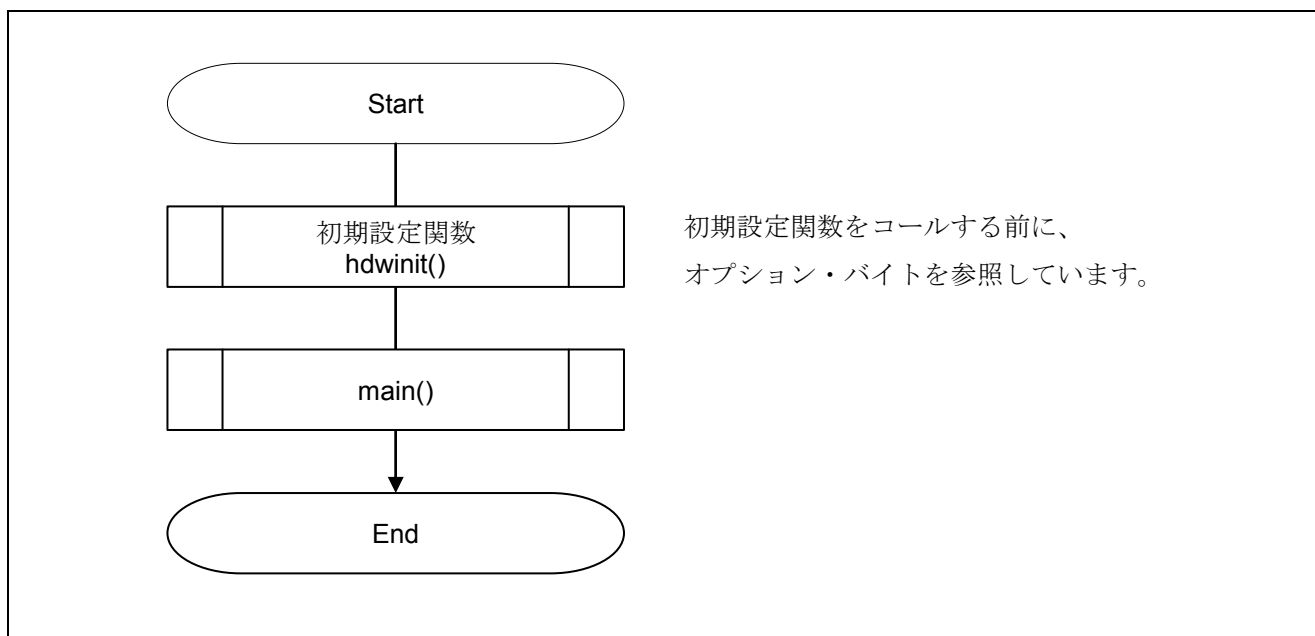 Start
初期設定関数
hdwinit()
初期設定関数をコールする前に、
オプション・バイトを参照しています。
main()
End